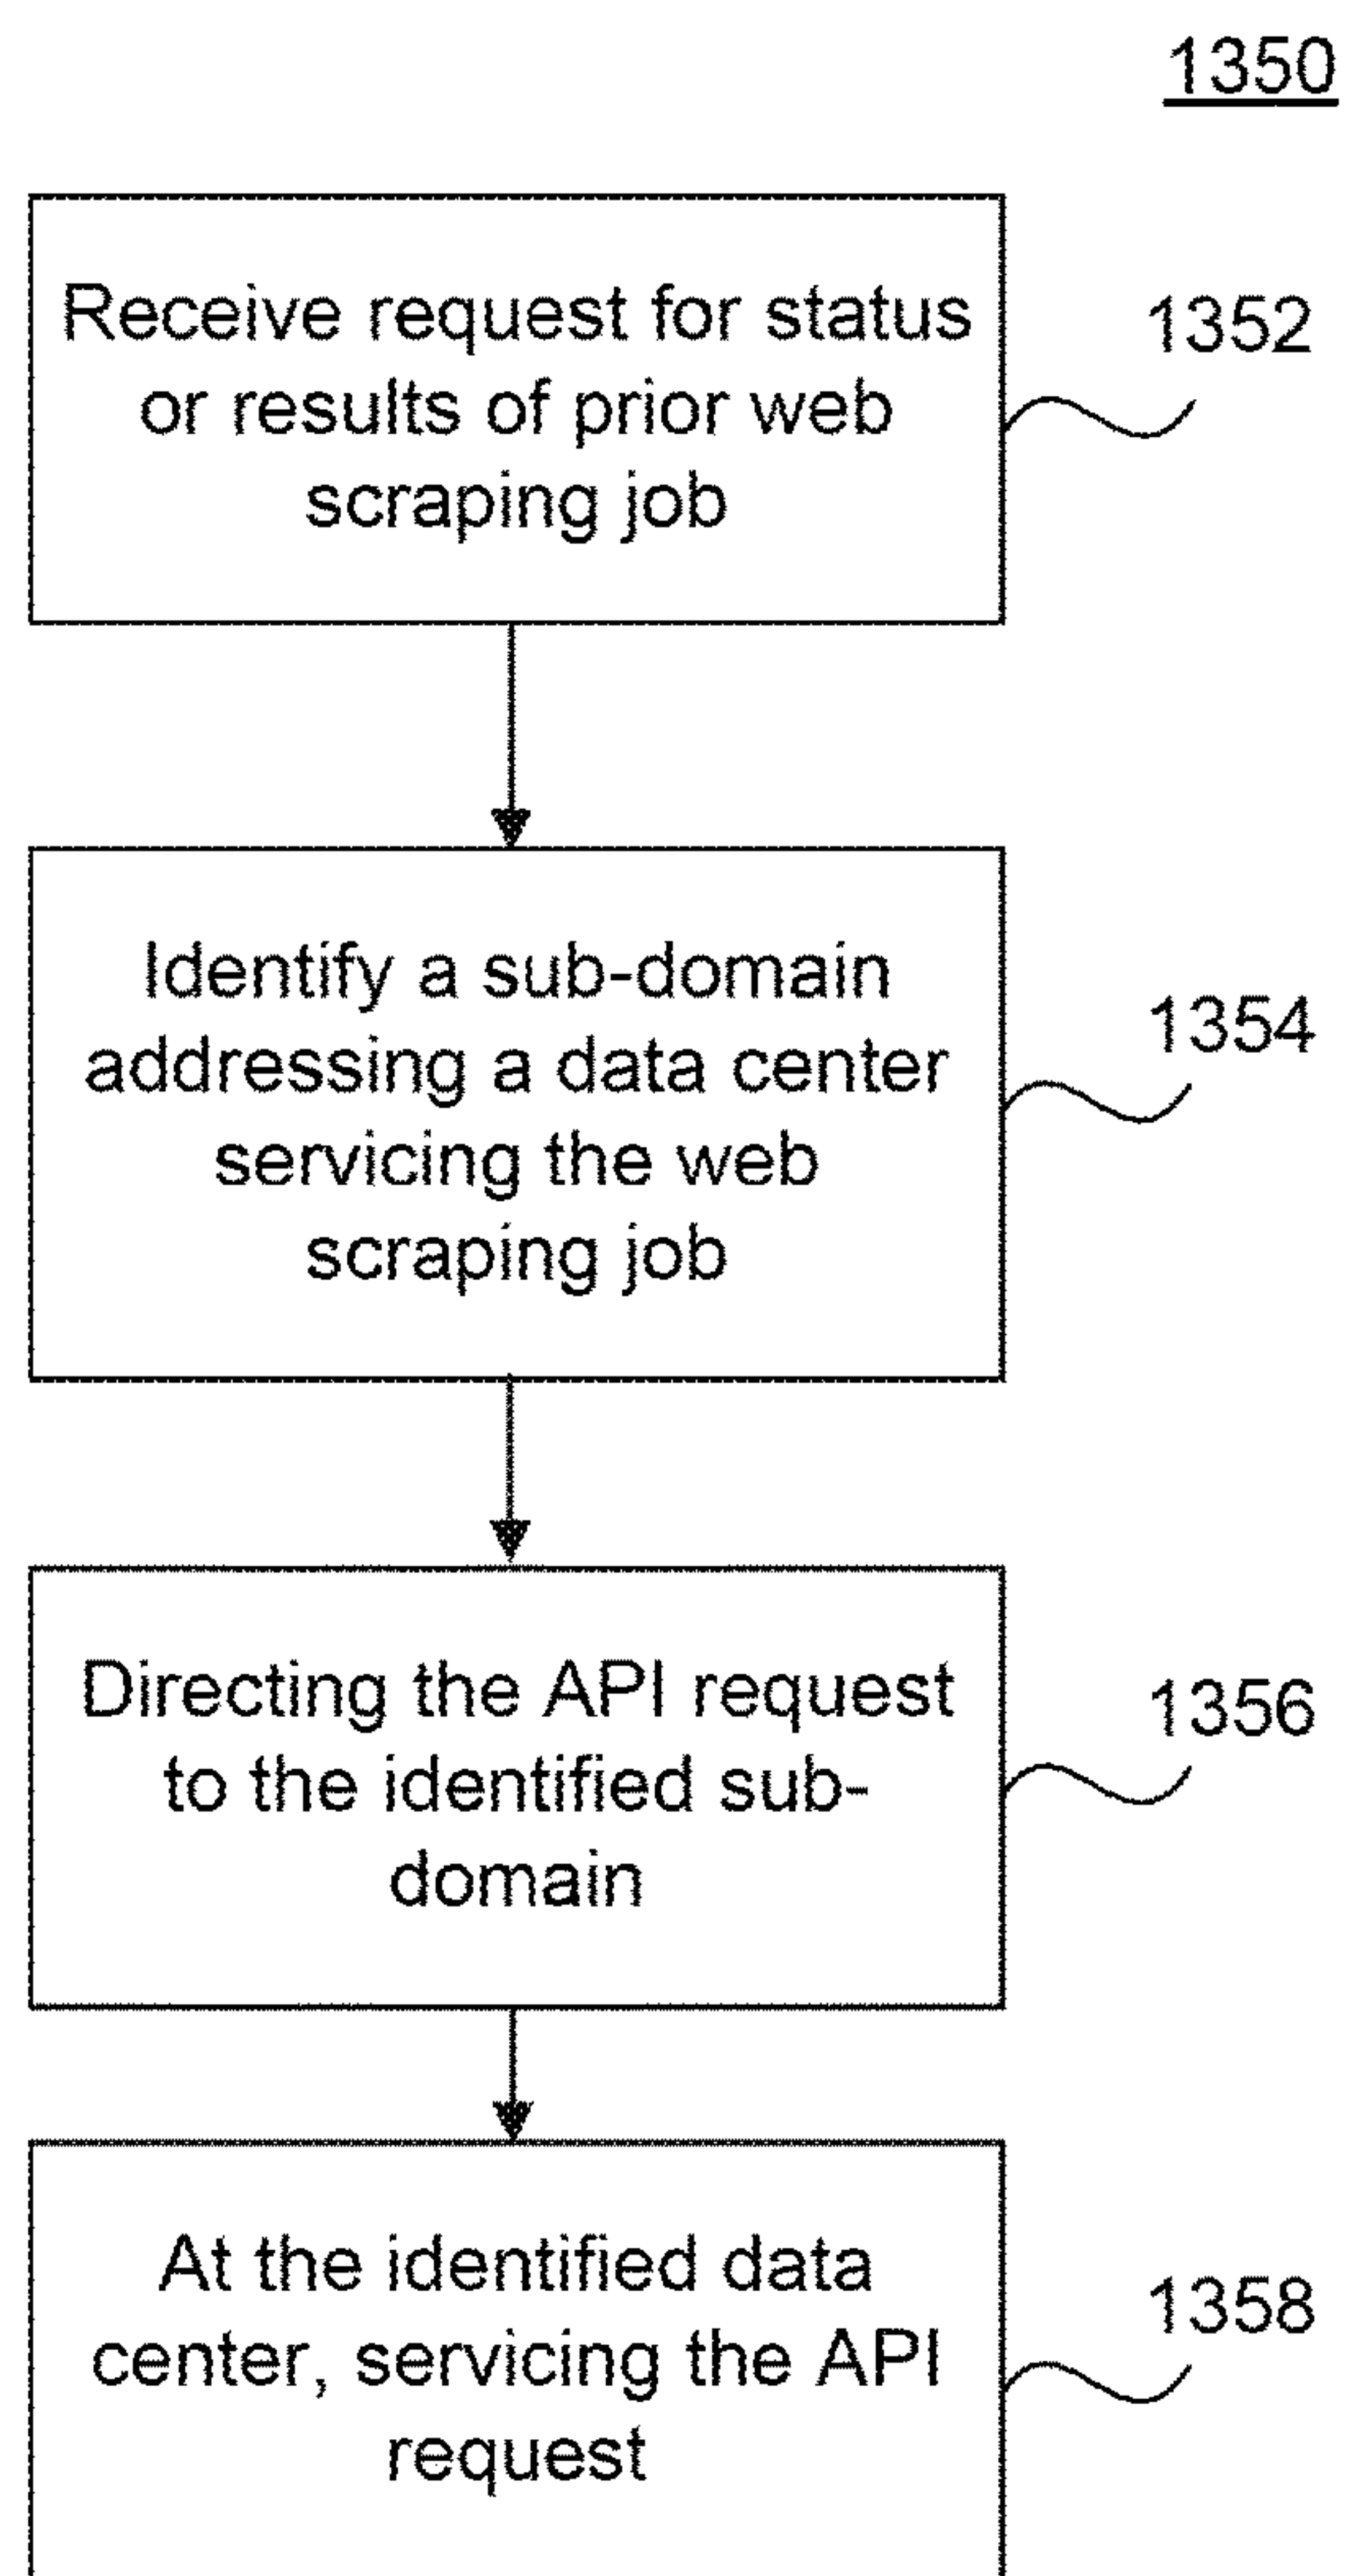 1350
Receive request for status
or results of prior web
scraping job
1352
Identify a sub-domain
addressing a data center
servicing the web
scraping job
1354
Directing the API request
to the identified sub-
domain
1356
At the identified data
center, servicing the API
request
1358